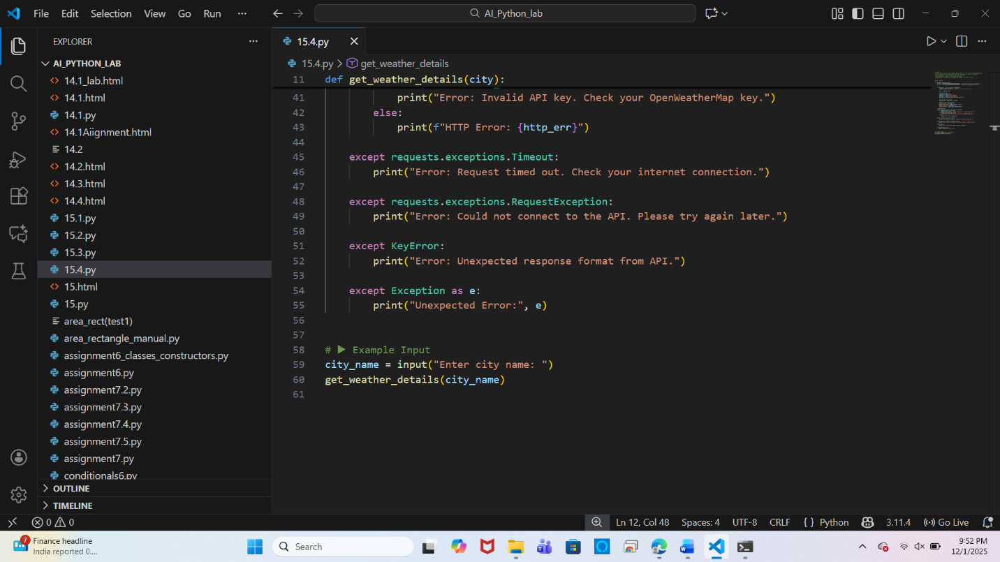 File Edit Selection View Go Run ··· AI_Python_lab
EXPLORER ···
AI_PYTHON_LAB
14.1_lab.html
14.1.html
14.1.py
14.1Aiignment.html
14.2
14.2.html
14.3.html
14.4.html
15.1.py
15.2.py
15.3.py
15.4.py
15.html
15.py
area_rect(test1)
area_rectangle_manual.py
assignment6_classes_constructors.py
assignment6.py
assignment7.2.py
assignment7.3.py
assignment7.4.py
assignment7.5.py
assignment7.py
conditionals6.py
OUTLINE
TIMELINE
15.4.py
15.4.py > get_weather_details
11 def get_weather_details(city):
41 print("Error: Invalid API key. Check your OpenWeatherMap key.")
42 else:
43 print(f"HTTP Error: {http_err}")
44
45 except requests.exceptions.Timeout:
46 print("Error: Request timed out. Check your internet connection.")
47
48 except requests.exceptions.RequestException:
49 print("Error: Could not connect to the API. Please try again later.")
50
51 except KeyError:
52 print("Error: Unexpected response format from API.")
53
54 except Exception as e:
55 print("Unexpected Error:", e)
56
57
58 # ▶ Example Input
59 city_name = input("Enter city name: ")
60 get_weather_details(city_name)
61
0 0 Ln 12, Col 48 Spaces: 4 UTF-8 CRLF {} Python 3.11.4 Go Live
7 Finance headline
India reported 0....
Search
9:52 PM
12/1/2025